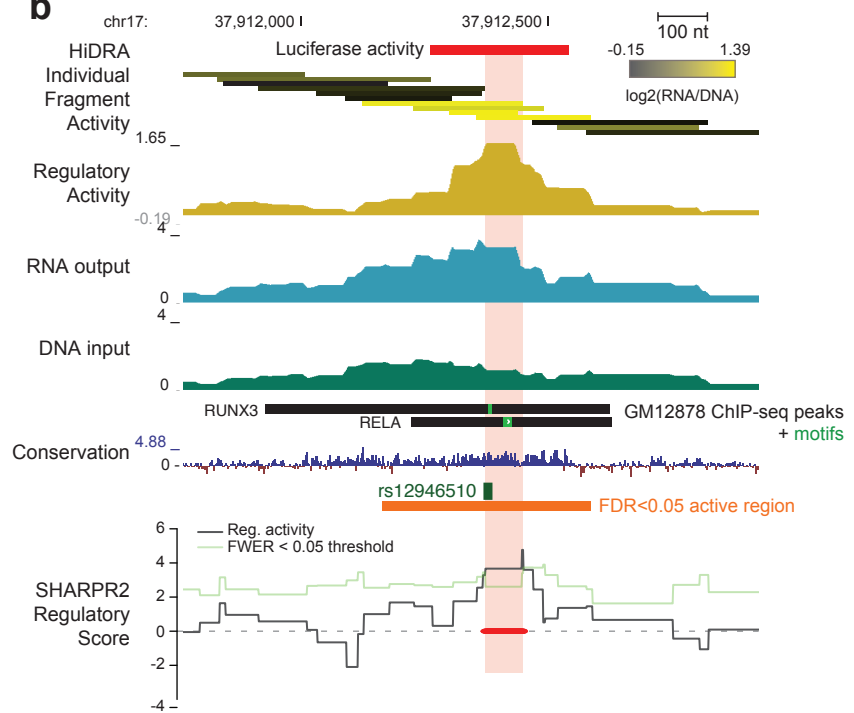 b
chr17: 37,912,000 37,912,500
100 nt
HiDRA
Luciferase activity
-0.15 1.39
log2(RNA/DNA)
Individual
Fragment
Activity
1.65
Regulatory
Activity
-0.19
4
RNA output
0
4
DNA input
0
RUNX3
RELA
GM12878 ChIP-seq peaks
+ motifs
4.88
Conservation
0
rs12946510
FDR<0.05 active region
6
Reg. activity
FWER < 0.05 threshold
4
SHARPR2
Regulatory
Score
2
0
-2
-4